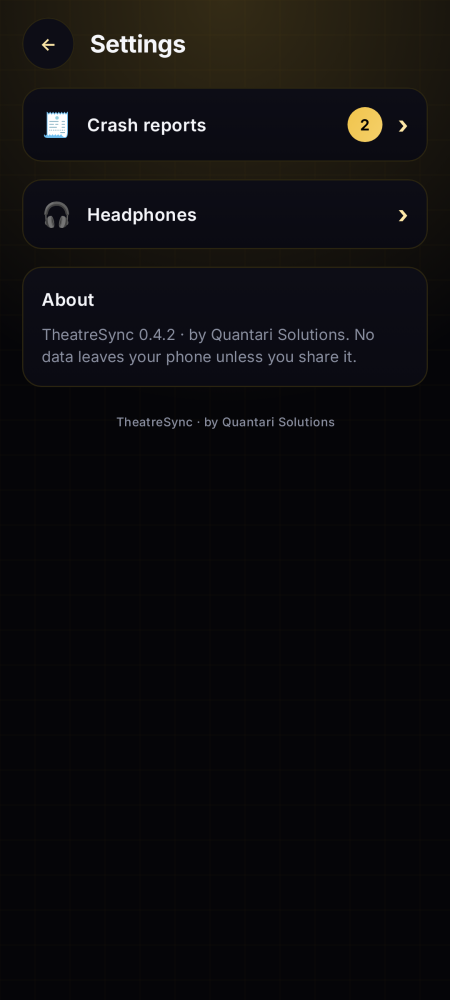 Settings
Crash reports
2
Headphones
About
TheatreSync 0.4.2 · by Quantari Solutions. No
data leaves your phone unless you share it.
TheatreSync · by Quantari Solutions